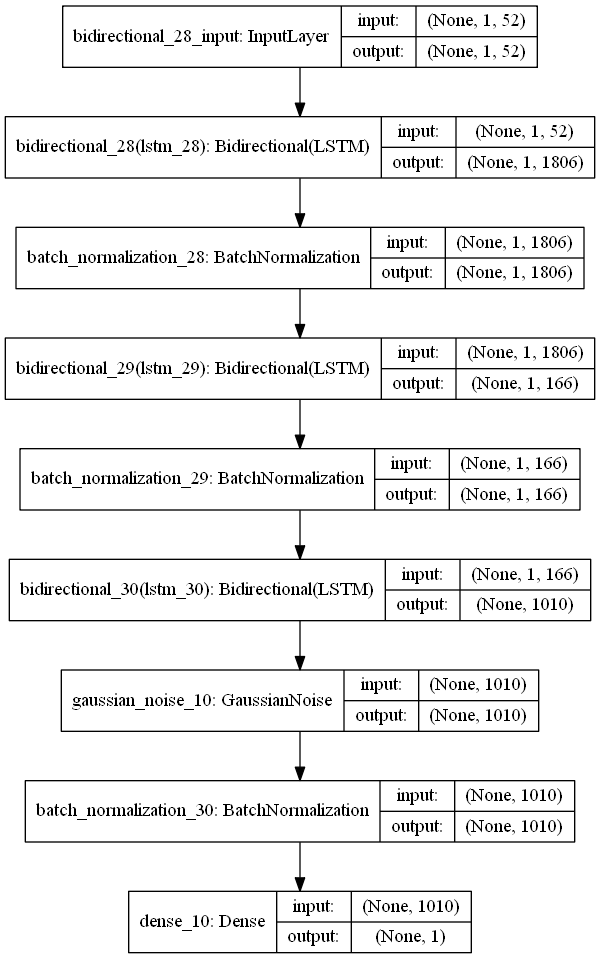 bidirectional_28_input: InputLayer
input: (None, 1, 52)
output: (None, 1, 52)
bidirectional_28(lstm_28): Bidirectional(LSTM)
input: (None, 1, 52)
output: (None, 1, 1806)
batch_normalization_28: BatchNormalization
input: (None, 1, 1806)
output: (None, 1, 1806)
bidirectional_29(lstm_29): Bidirectional(LSTM)
input: (None, 1, 1806)
output: (None, 1, 166)
batch_normalization_29: BatchNormalization
input: (None, 1, 166)
output: (None, 1, 166)
bidirectional_30(lstm_30): Bidirectional(LSTM)
input: (None, 1, 166)
output: (None, 1010)
gaussian_noise_10: GaussianNoise
input: (None, 1010)
output: (None, 1010)
batch_normalization_30: BatchNormalization
input: (None, 1010)
output: (None, 1010)
dense_10: Dense
input: (None, 1010)
output: (None, 1)